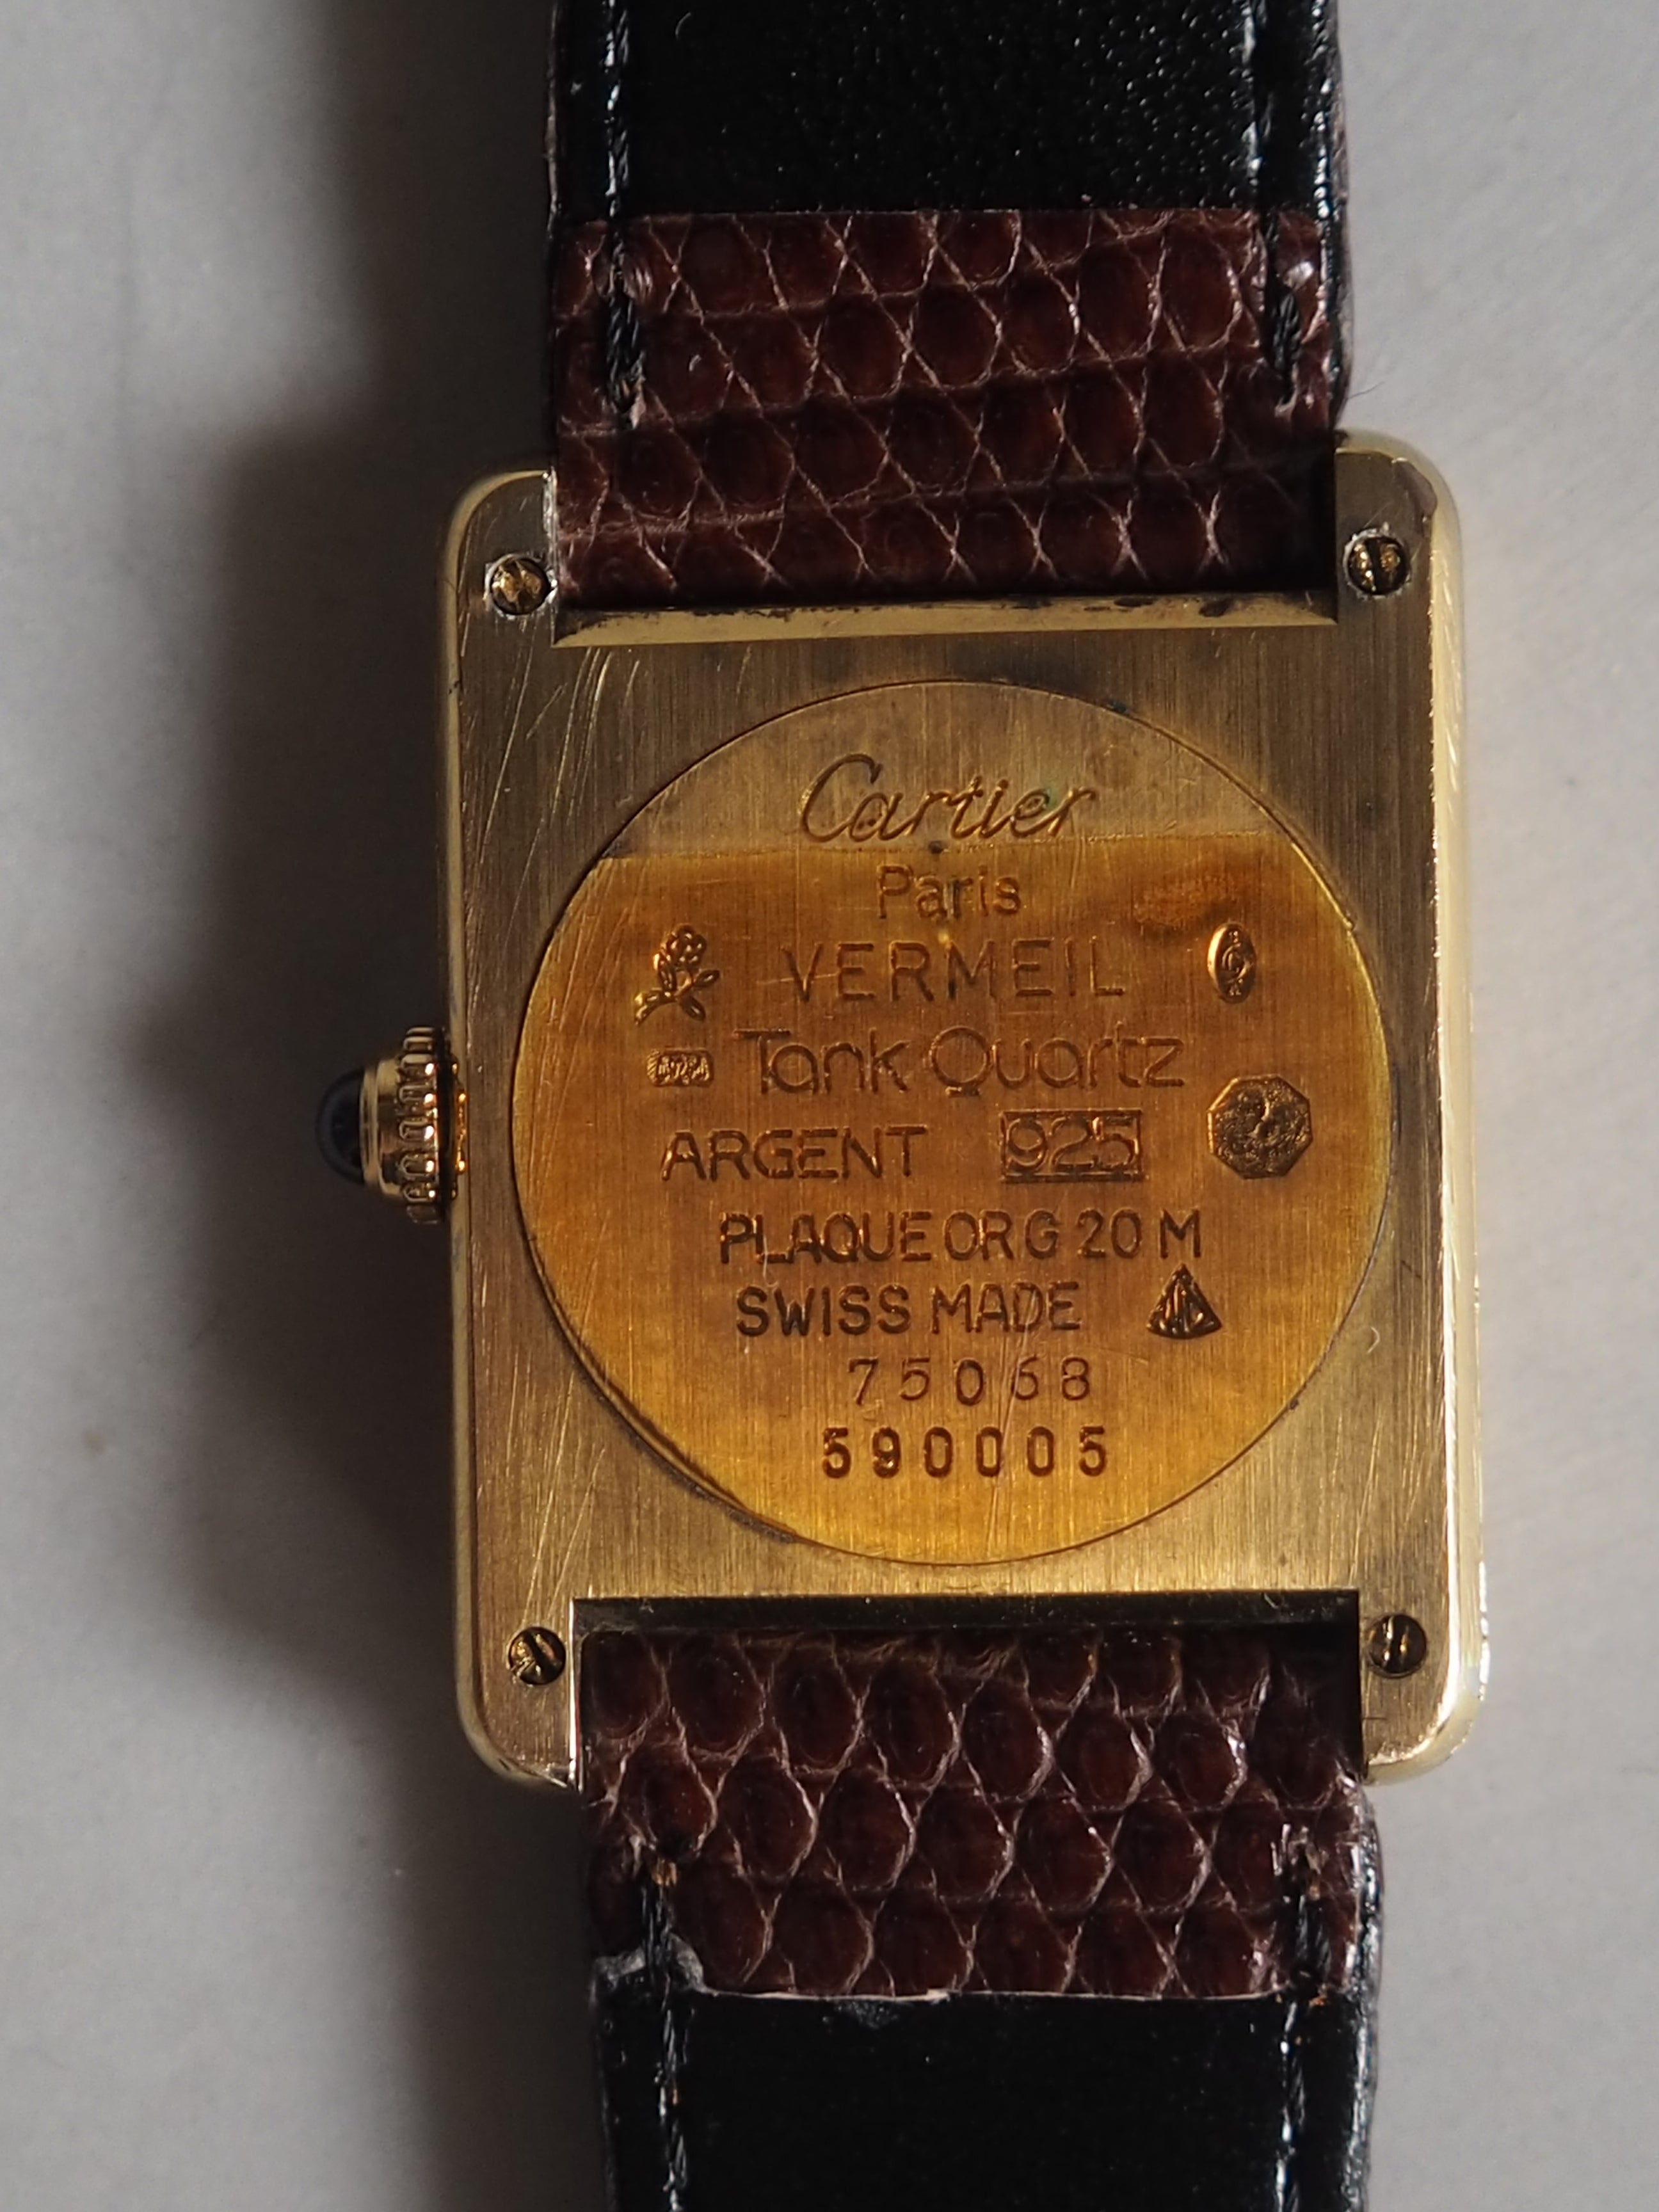 Cartier
Paris
VERMEIL
Tank Quartz
ARGENT 925
PLAQUE OR G 20 M
SWISS MADE
75068
590005